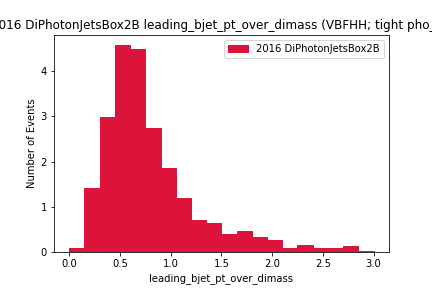 2016 DiPhotonJetsBox2B leading_bjet_pt_over_dimass (VBFHH; tight pho_
2016 DiPhotonJetsBox2B
Number of Events
4
3
2
1
0
0.0 0.5 1.0 1.5 2.0 2.5 3.0
leading_bjet_pt_over_dimass